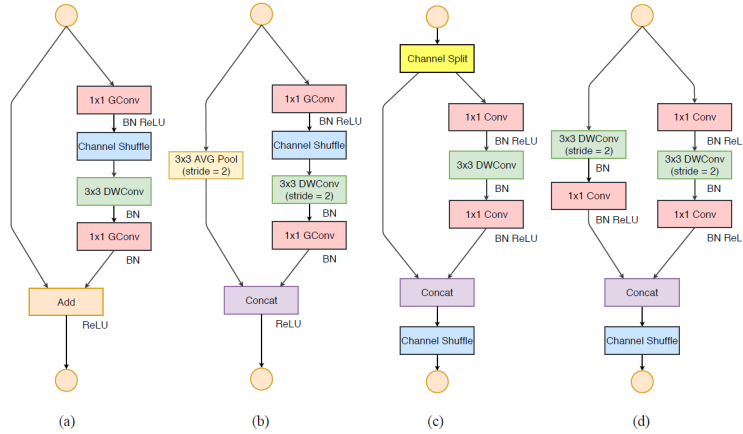 1x1 GConv
BN ReLU
Channel Shuffle
3x3 DWConv
BN
1x1 GConv
BN
Add
ReLU
(a)
1x1 GConv
BN ReLU
Channel Shuffle
3x3 AVG Pool
(stride = 2)
3x3 DWConv
(stride = 2)
BN
1x1 GConv
BN
Concat
ReLU
(b)
Channel Split
1x1 Conv
BN ReLU
3x3 DWConv
BN
1x1 Conv
BN ReLU
Concat
Channel Shuffle
(c)
3x3 DWConv
(stride = 2)
BN
1x1 Conv
BN ReLU
1x1 Conv
BN ReL
3x3 DWConv
(stride = 2)
BN
1x1 Conv
BN ReL
Concat
Channel Shuffle
(d)